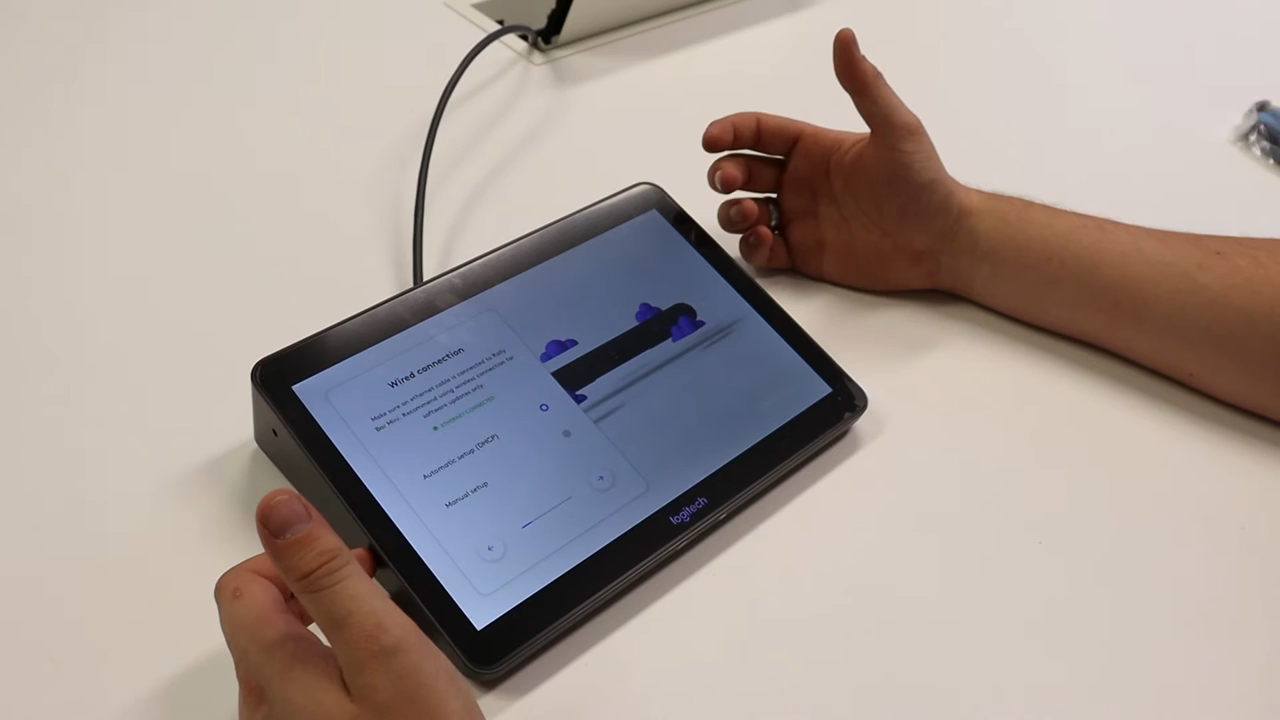 Wired connection
Make sure an ethernet cable is connected to Rally
Bar Mini. Recommend using wireless connection for
software updates only.
ETHERNET CONNECTED
Automatic setup (DHCP)
Manual setup
logitech